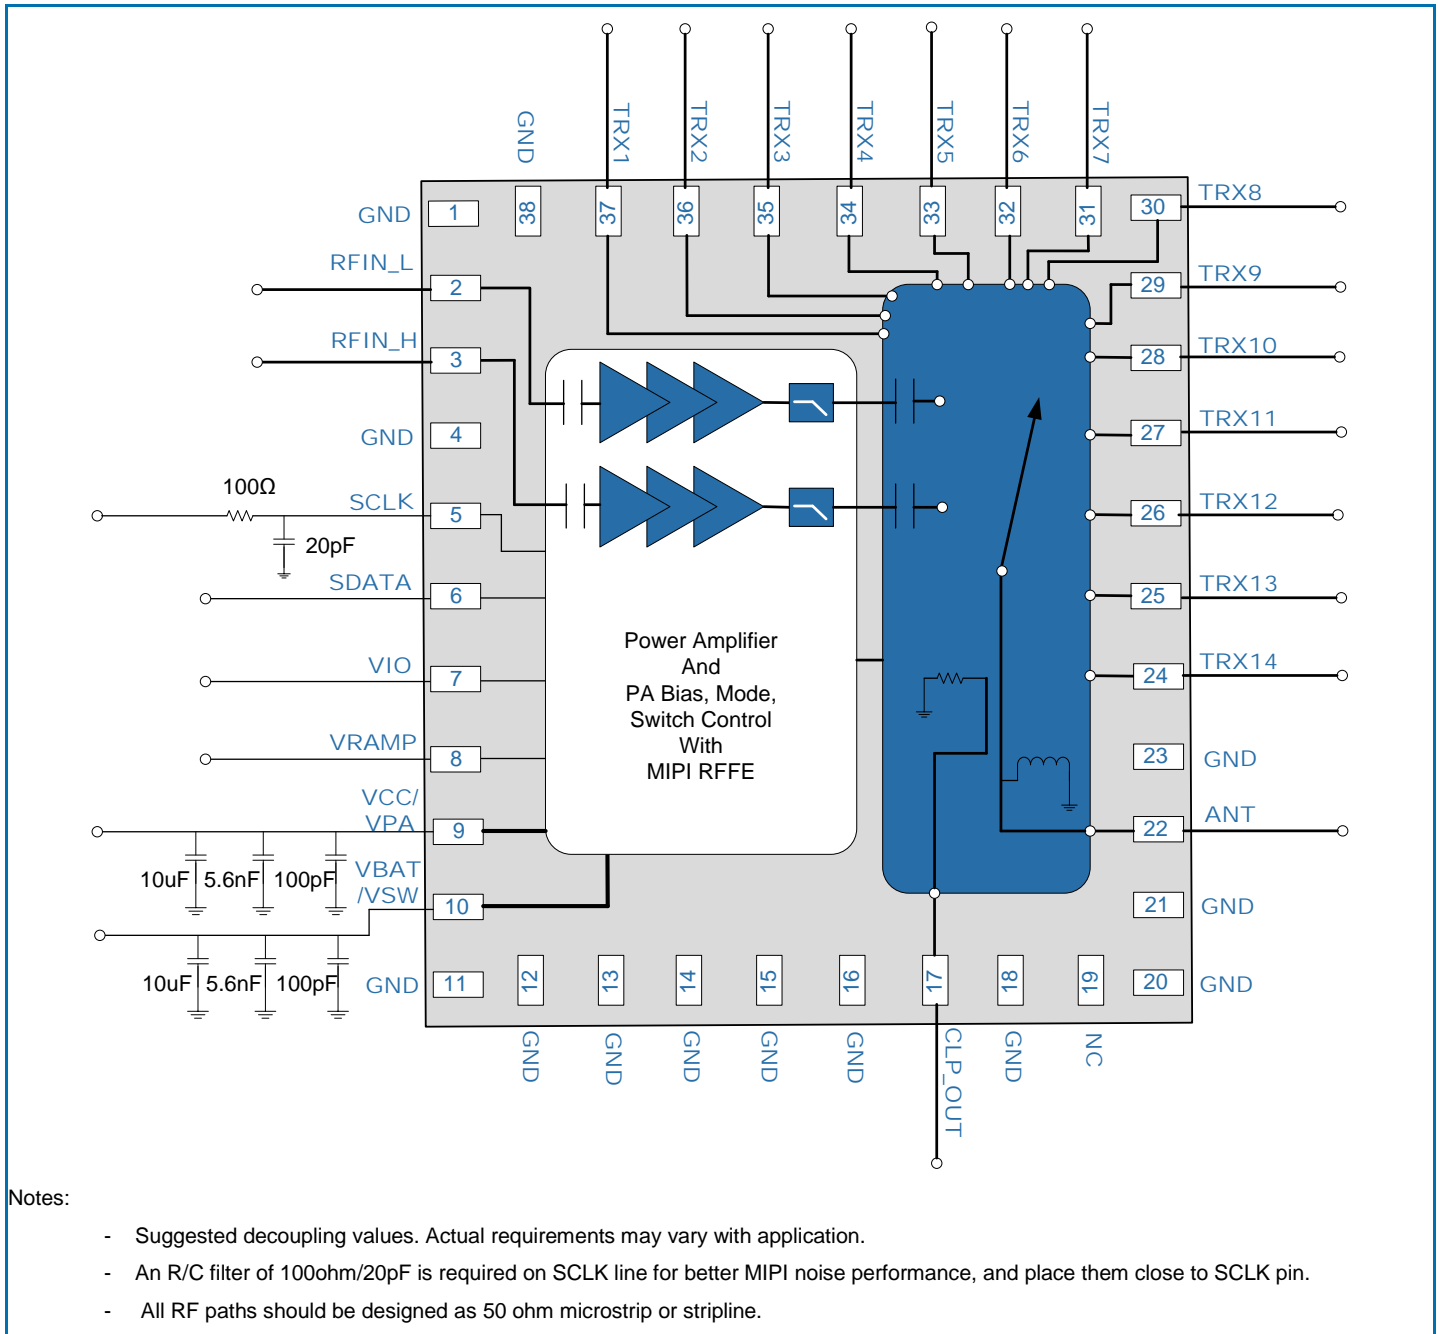 TRX1
TRX2
TRX3
TRX4
TRX5
TRX6
TRX7
GND
38
37
36
35
34
33
32
31
GND 1
30 TRX8
RFIN_L
2
29 TRX9
RFIN_H
3
28 TRX10
GND 4
27 TRX11
100Ω
SCLK
5
20pF
26 TRX12
SDATA
6
25 TRX13
VIO
7
24 TRX14
VRAMP
8
23 GND
VCC/
VPA
9
22 ANT
10uF 5.6nF 100pF
VBAT
/VSW
10
21 GND
10uF 5.6nF 100pF
GND 11
20 GND
Power Amplifier
And
PA Bias, Mode,
Switch Control
With
MIPI RFFE
12
13
14
15
16
17
18
19
GND
GND
GND
GND
GND
CLP_OUT
GND
NC
Notes:
- Suggested decoupling values. Actual requirements may vary with application.
- An R/C filter of 100ohm/20pF is required on SCLK line for better MIPI noise performance, and place them close to SCLK pin.
- All RF paths should be designed as 50 ohm microstrip or stripline.